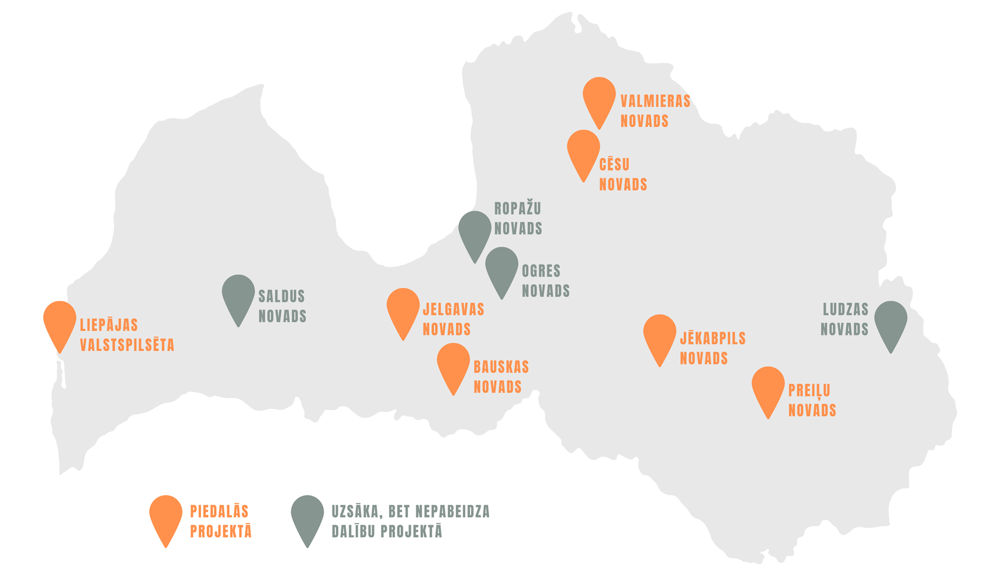 VALMIERAS
NOVADS
CĒSU
NOVADS
ROPAŽU
NOVADS
OGRES
NOVADS
SALDUS
NOVADS
JELGAVAS
NOVADS
LUDZAS
NOVADS
LIEPĀJAS
VALSTSPILSĒTA
JĒKABPILS
NOVADS
BAUSKAS
NOVADS
PREIĻU
NOVADS
PIEDALĀS
PROJEKTĀ
UZSĀKA, BET NEPABEIDZA
DALĪBU PROJEKTĀ